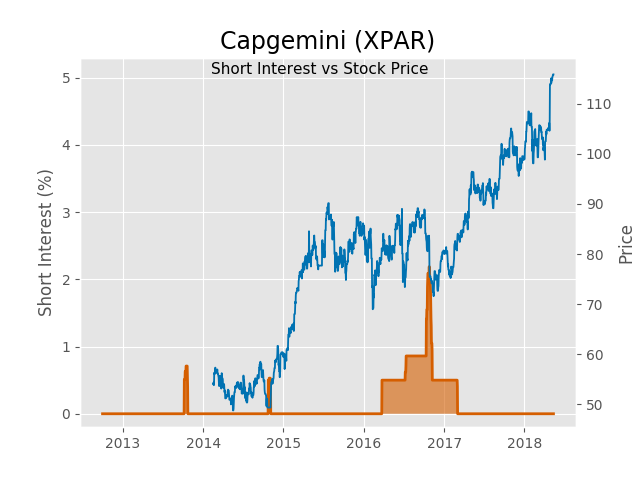 Capgemini (XPAR)
Short Interest vs Stock Price
Short Interest (%)
5
4
3
2
1
0
110
100
90
80
70
60
50
Price
2013 2014 2015 2016 2017 2018